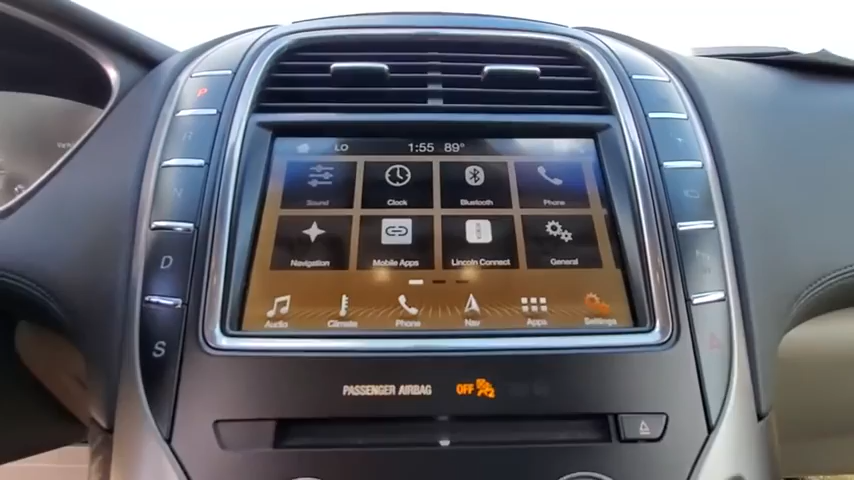 LO 1:55 89°
Sound Clock Bluetooth Phone
Navigation Mobile Apps Lincoln Connect General
Audio Climate Phone Nav Apps Settings
P
R
N
D
S
PASSENGER AIRBAG OFF